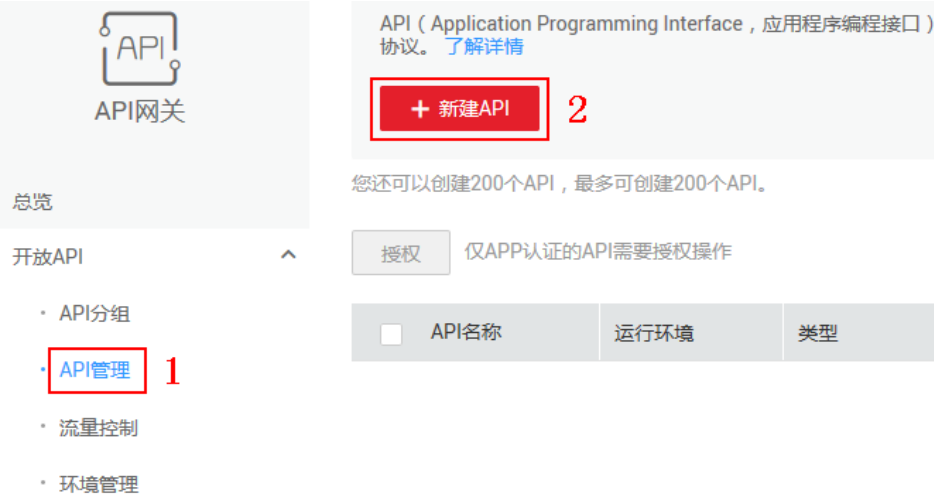 API
API网关
总览
开放API
API分组
API管理
1
流量控制
环境管理
API（Application Programming Interface，应用程序编程接口）
协议。 了解详情
+ 新建API
2
您还可以创建200个API，最多可创建200个API。
授权 仅APP认证的API需要授权操作
API名称 运行环境 类型